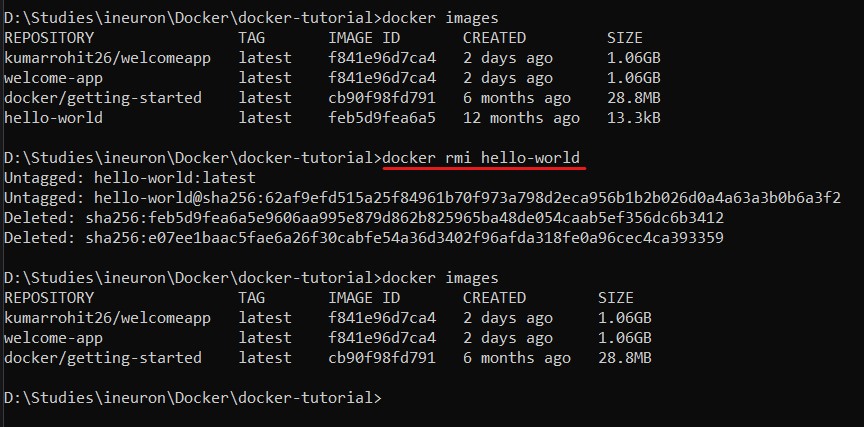 D:\Studies\ineuron\Docker\docker-tutorial>docker images
REPOSITORY TAG IMAGE ID CREATED SIZE
kumarrohit26/welcomeapp latest f841e96d7ca4 2 days ago 1.06GB
welcome-app latest f841e96d7ca4 2 days ago 1.06GB
docker/getting-started latest cb90f98fd791 6 months ago 28.8MB
hello-world latest feb5d9fea6a5 12 months ago 13.3kB
D:\Studies\ineuron\Docker\docker-tutorial>docker rmi hello-world
Untagged: hello-world:latest
Untagged: hello-world@sha256:62af9efd515a25f84961b70f973a798d2eca956b1b2b026d0a4a63a3b0b6a3f2
Deleted: sha256:feb5d9fea6a5e9606aa995e879d862b825965ba48de054caab5ef356dc6b3412
Deleted: sha256:e07ee1baac5fae6a26f30cabfe54a36d3402f96afda318fe0a96cec4ca393359
D:\Studies\ineuron\Docker\docker-tutorial>docker images
REPOSITORY TAG IMAGE ID CREATED SIZE
kumarrohit26/welcomeapp latest f841e96d7ca4 2 days ago 1.06GB
welcome-app latest f841e96d7ca4 2 days ago 1.06GB
docker/getting-started latest cb90f98fd791 6 months ago 28.8MB
D:\Studies\ineuron\Docker\docker-tutorial>